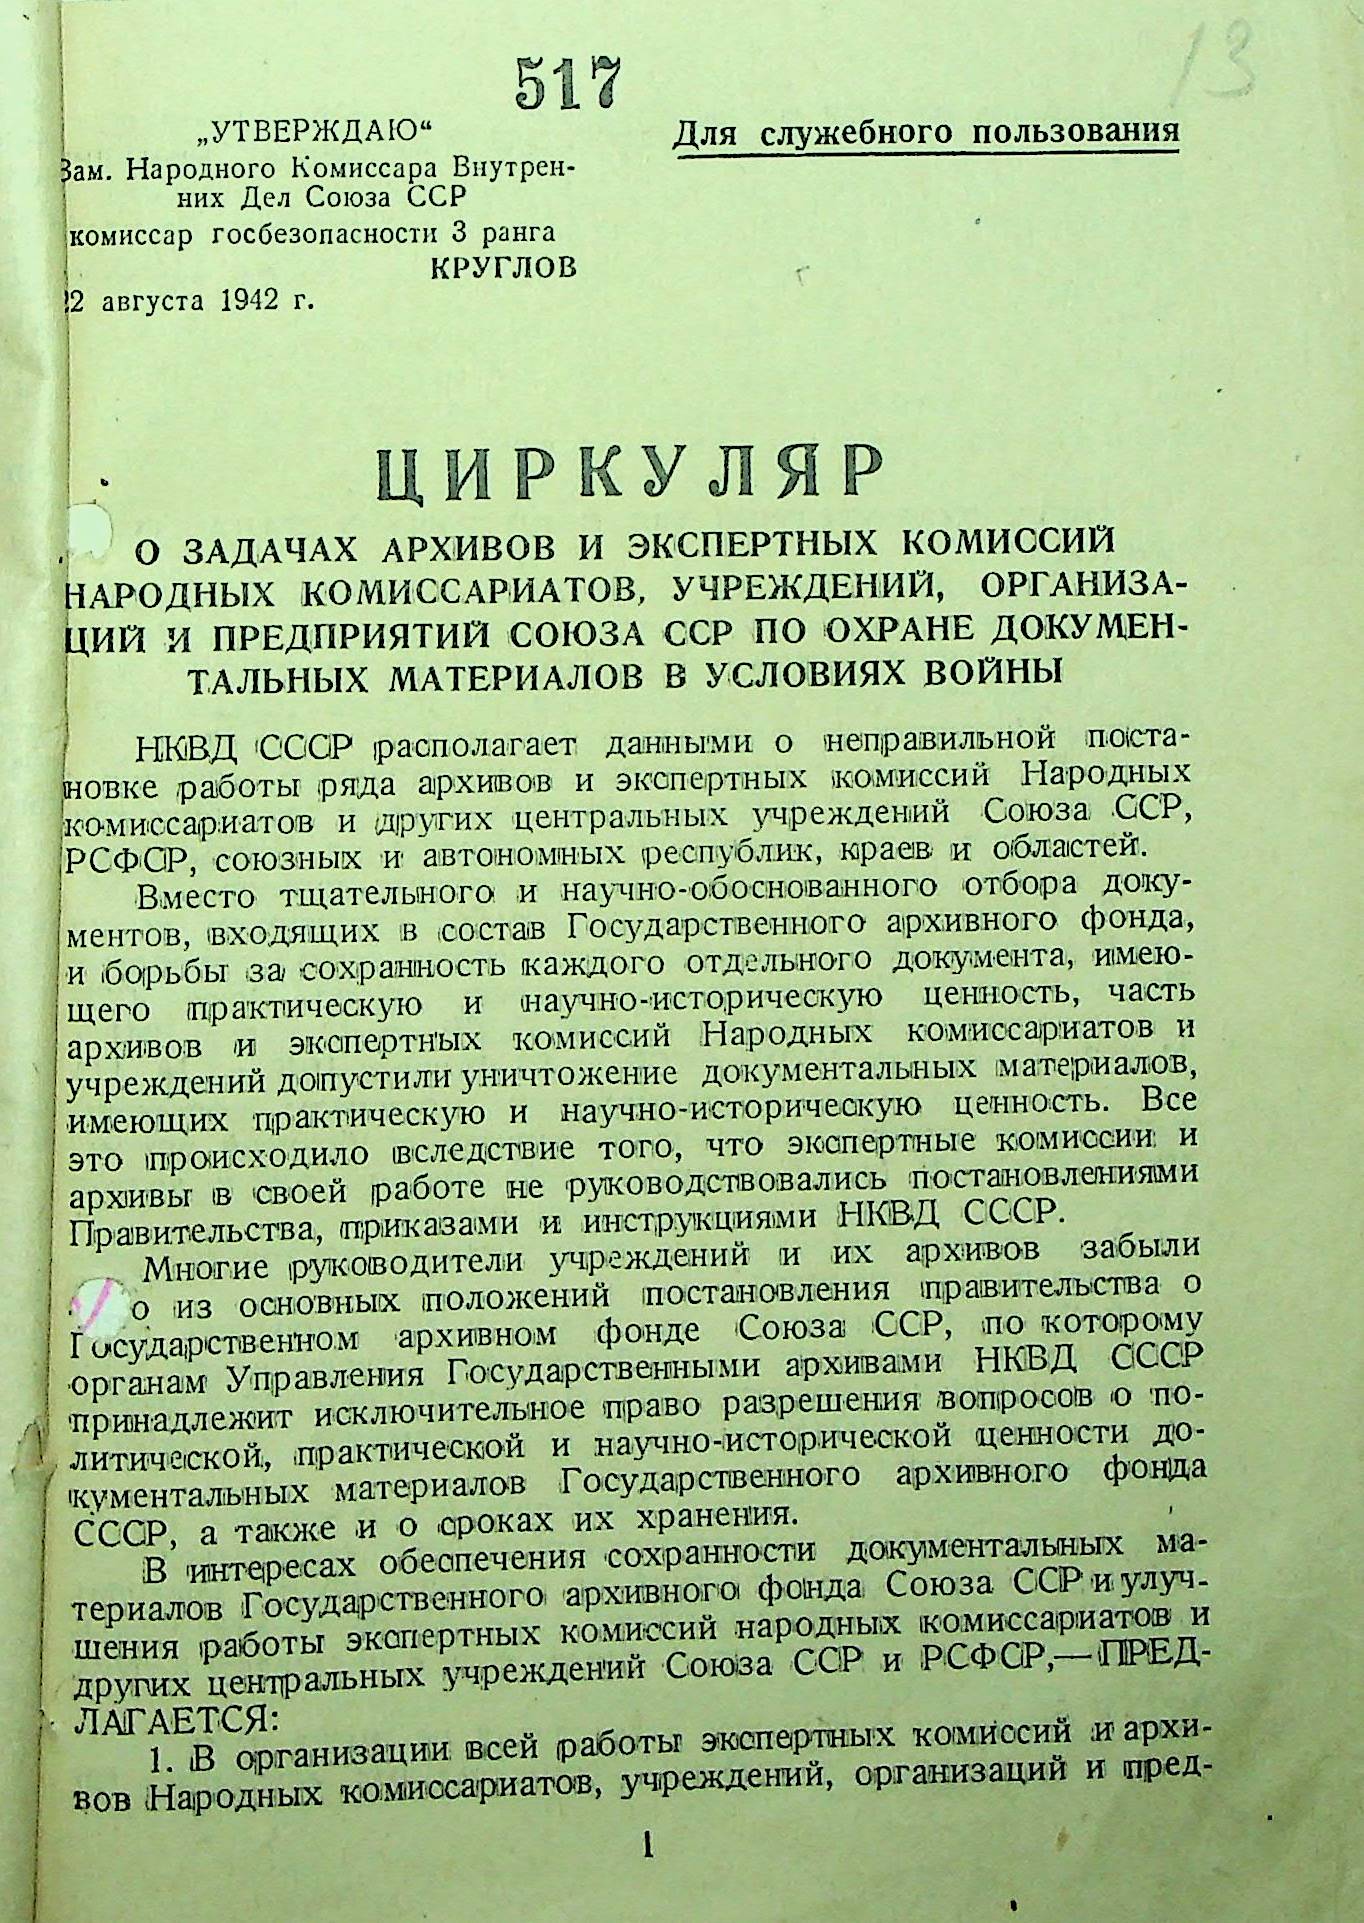 13
517
„УТВЕРЖДАЮ“
Для служебного пользования
Зам. Народного Комиссара Внутрен-
них Дел Союза ССР
комиссар госбезопасности 3 ранга
КРУГЛОВ
22 августа 1942 г.
ЦИРКУЛЯР
О ЗАДАЧАХ АРХИВОВ И ЭКСПЕРТНЫХ КОМИССИЙ
НАРОДНЫХ КОМИССАРИАТОВ, УЧРЕЖДЕНИЙ, ОРГАНИЗА-
ЦИЙ И ПРЕДПРИЯТИЙ СОЮЗА ССР ПО ОХРАНЕ ДОКУМЕН-
ТАЛЬНЫХ МАТЕРИАЛОВ В УСЛОВИЯХ ВОЙНЫ
НКВД СССР располагает данными о неправильной поста-
новке работы ряда архивов и экспертных комиссий Народных
комиссариатов и других центральных учреждений Союза ССР,
РСФСР, союзных и автономных республик, краев и областей.
Вместо тщательного и научно-обоснованного отбора доку-
ментов, входящих в состав Государственного архивного фонда,
и борьбы за сохранность каждого отдельного документа, имею-
щего практическую и научно-историческую ценность, часть
архивов и экспертных комиссий Народных комиссариатов и
учреждений допустили уничтожение документальных материалов,
имеющих практическую и научно-историческую ценность. Все
это происходило вследствие того, что экспертные комиссии и
архивы в своей работе не руководствовались постановлениями
Правительства, приказами и инструкциями НКВД СССР.
Многие руководители учреждений и их архивов забыли
о из основных положений постановления правительства о
Государственном архивном фонде Союза ССР, по которому
органам Управления Государственными архивами НКВД СССР
принадлежит исключительное право разрешения вопросов о по-
литической, практической и научно-исторической ценности до-
кументальных материалов Государственного архивного фонда
СССР, а также и о сроках их хранения.
В интересах обеспечения сохранности документальных ма-
териалов Государственного архивного фонда Союза ССР и улуч-
шения работы экспертных комиссий народных комиссариатов и
других центральных учреждений Союза ССР и РСФСР,—ПРЕД-
ЛАГАЕТСЯ:
1. В организации всей работы экспертных комиссий и архи-
вов Народных комиссариатов, учреждений, организаций и пред-
1